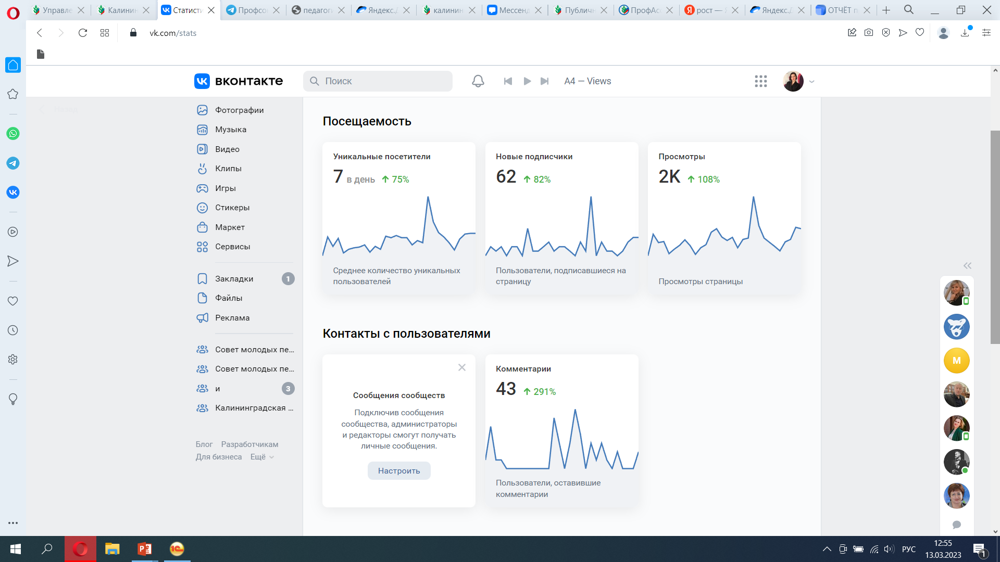 Управле
Калинин
Статисти
Профсо
педагоги
Яндекс.Д
калинин
Мессенд
Публичн
ПрофАс
рост —
Яндекс.Д
ОТЧЁТ п
vk.com/stats
вконтакте
Поиск
A4 — Views
Фотографии
Музыка
Видео
Клипы
Игры
Стикеры
Маркет
Сервисы
Закладки 1
Файлы
Реклама
Совет молодых пе...
Совет молодых пе...
и 3
Калининградская ...
Блог Разработчикам
Для бизнеса Ещё
Посещаемость
Уникальные посетители
7 в день 75%
Среднее количество уникальных
пользователей
Новые подписчики
62 82%
Пользователи, подписавшиеся на
страницу
Просмотры
2K 108%
Просмотры страницы
Контакты с пользователями
Сообщения сообществ
Подключив сообщения
сообщества, администраторы
и редакторы смогут получать
личные сообщения.
Настроить
Комментарии
43 291%
Пользователи, оставившие
комментарии
М
РУС
12:55
13.03.2023
1